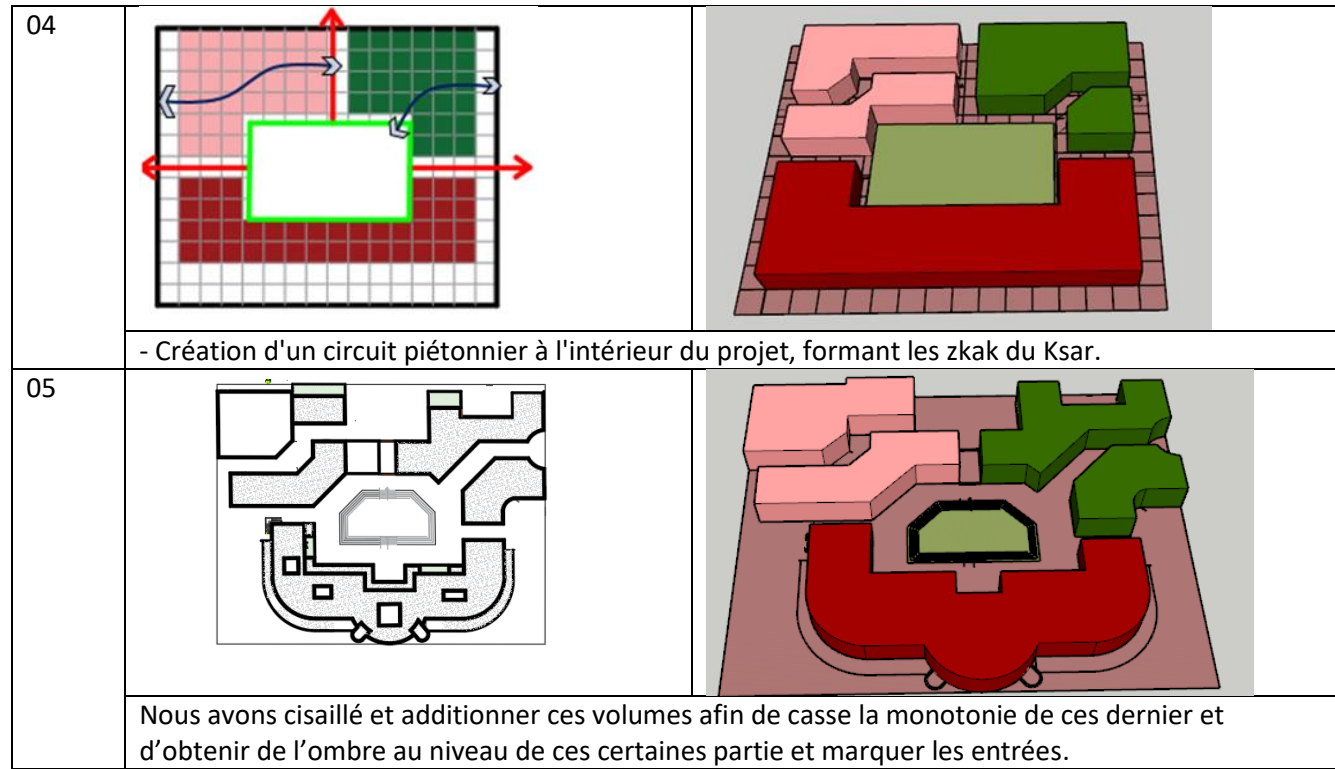 04
- Création d'un circuit piétonnier à l'intérieur du projet, formant les zkak du Ksar.
05
Nous avons cisaillé et additionner ces volumes afin de casse la monotonie de ces dernier et
d’obtenir de l’ombre au niveau de ces certaines partie et marquer les entrées.